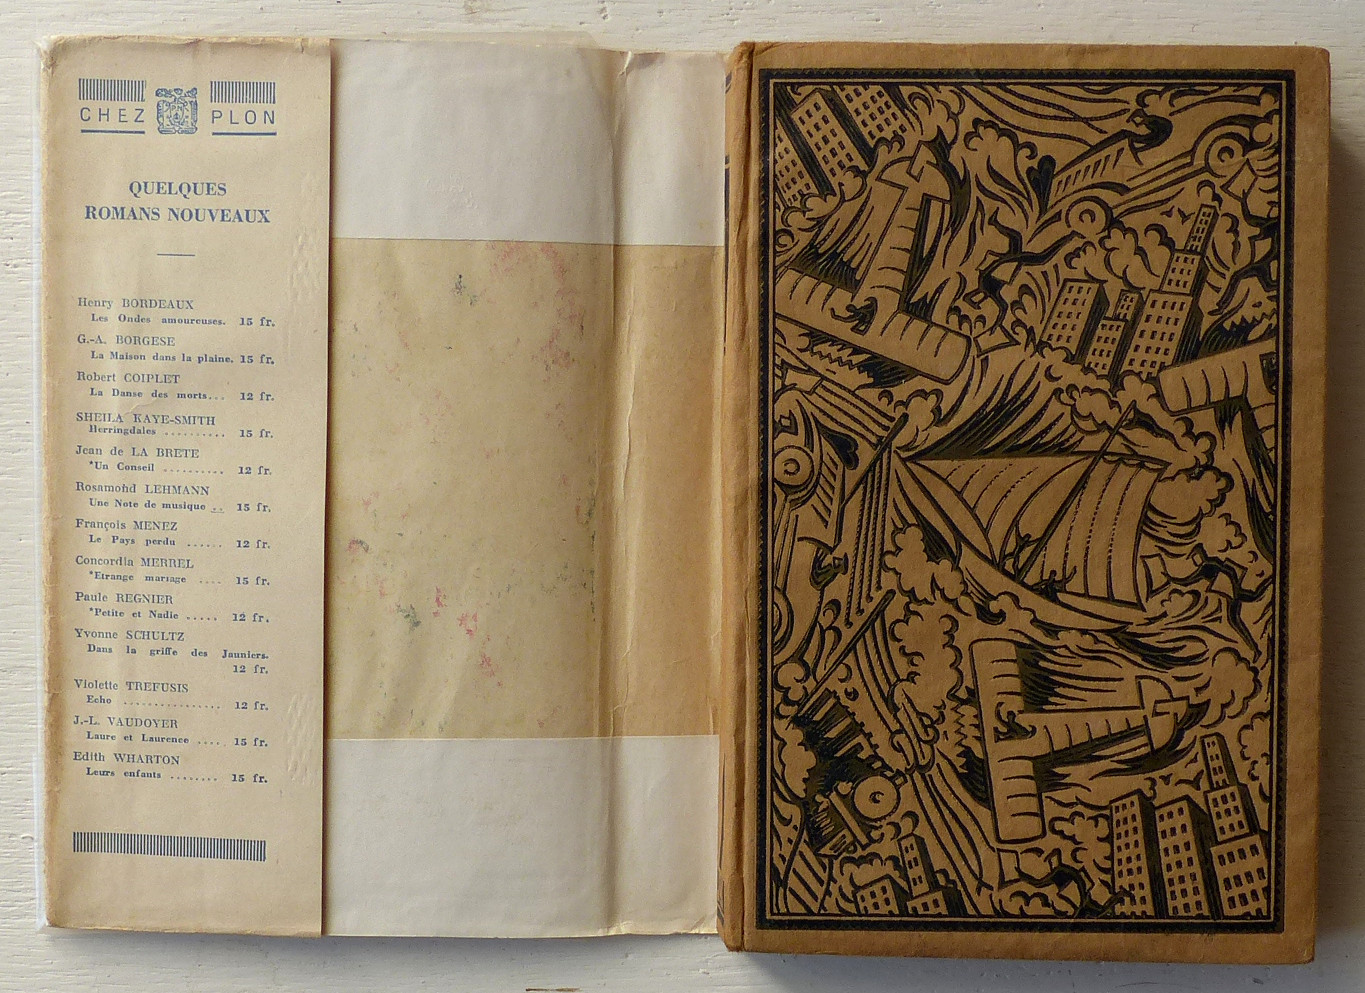 CHEZ PLON
QUELQUES
ROMANS NOUVEAUX
Henry BORDEAUX
Les Ondes amoureuses. 15 fr.
G.-A. BORGESE
La Maison dans la plaine. 15 fr.
Robert COIPLET
La Danse des morts... 12 fr.
SHEILA KAYE-SMITH
Herringdales .......... 15 fr.
Jean de LA BRETE
*Un Conseil .......... 12 fr.
Rosamond LEHMANN
Une Note de musique .. 15 fr.
François MENEZ
Le Pays perdu ...... 12 fr.
Concordia MERREL
*Etrange mariage .... 15 fr.
Paule REGNIER
*Petite et Nadie ..... 12 fr.
Yvonne SCHULTZ
Dans la griffe des Jauniers.
12 fr.
Violette TREFUSIS
Echo ................ 12 fr.
J.-L. VAUDOYER
Laure et Laurence .... 15 fr.
Edith WHARTON
Leurs enfants ........ 15 fr.